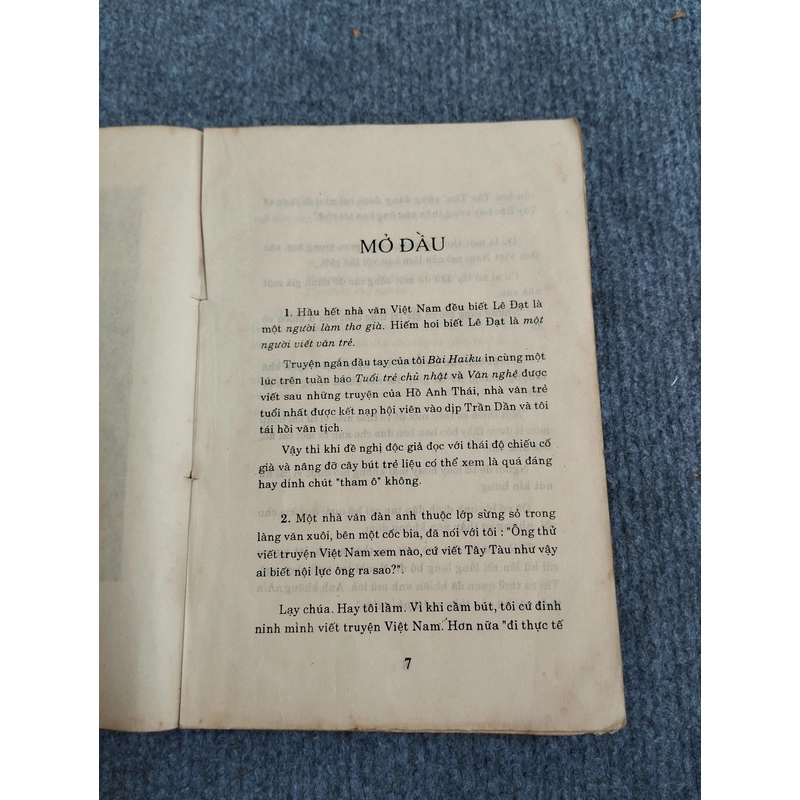 MỞ ĐẦU
1. Hầu hết nhà văn Việt Nam đều biết Lê Đạt là
một người làm thơ già. Hiếm hoi biết Lê Đạt là một
người viết văn trẻ.
Truyện ngắn đầu tay của tôi Bài Haiku in cùng một
lúc trên tuần báo Tuổi trẻ chủ nhật và Văn nghệ được
viết sau những truyện của Hồ Anh Thái, nhà văn trẻ
tuổi nhất được kết nạp hội viên vào dịp Trần Dần và tôi
tái hồi văn tịch.
Vậy thì khi đề nghị độc giả đọc với thái độ chiếu cố
già và nâng đỡ cây bút trẻ liệu có thể xem là quá đáng
hay dính chút "tham ô" không.
2. Một nhà văn đàn anh thuộc lớp sừng sỏ trong
làng văn xuôi, bên một cốc bia, đã nói với tôi : "Ông thử
viết truyện Việt Nam xem nào, cứ viết Tây Tàu như vậy
ai biết nội lực ông ra sao?".
Lạy chúa. Hay tôi lầm. Vì khi cầm bút, tôi cứ đinh
ninh mình viết truyện Việt Nam. Hơn nữa "đi thực tế
7